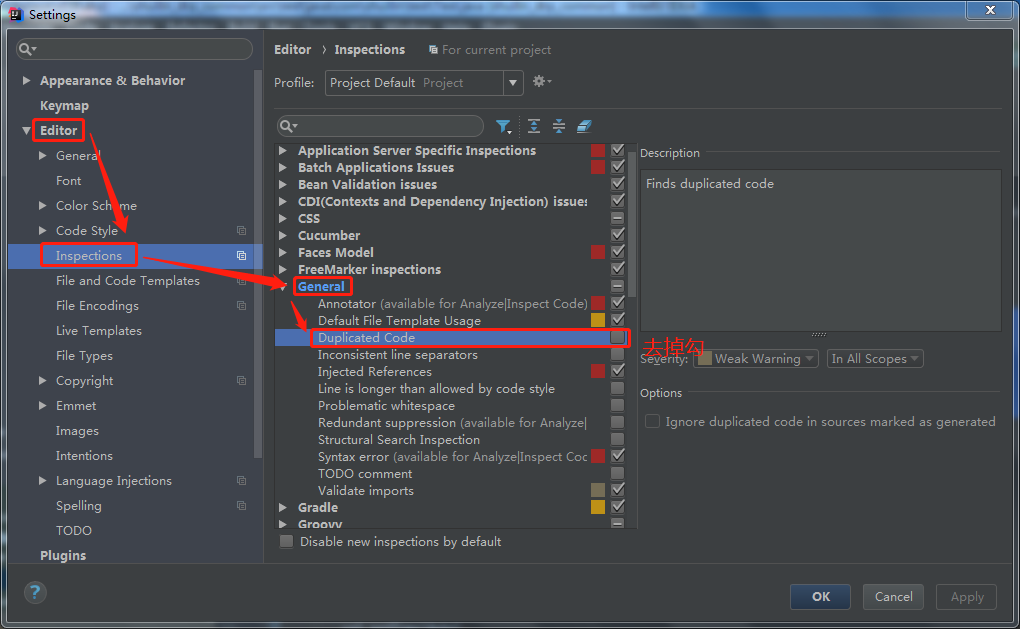 Settings
Appearance & Behavior
Keymap
Editor
General
Font
Color Scheme
Code Style
Inspections
File and Code Templates
File Encodings
Live Templates
File Types
Copyright
Emmet
Images
Intentions
Language Injections
Spelling
TODO
Plugins
Editor › Inspections For current project
Profile: Project Default Project
Application Server Specific Inspections
Batch Applications Issues
Bean Validation issues
CDI(Contexts and Dependency Injection) issues
CSS
Cucumber
Faces Model
FreeMarker inspections
General
Annotator (available for Analyze|Inspect Code)
Default File Template Usage
Duplicated Code
Inconsistent line separators
Injected References
Line is longer than allowed by code style
Problematic whitespace
Redundant suppression (available for Analyze|
Structural Search Inspection
Syntax error (available for Analyze|Inspect Coc
TODO comment
Validate imports
Gradle
Groovy
Disable new inspections by default
Description
Finds duplicated code
去掉勾
Severity: Weak Warning In All Scopes
Options
Ignore duplicated code in sources marked as generated
?
OK Cancel Apply